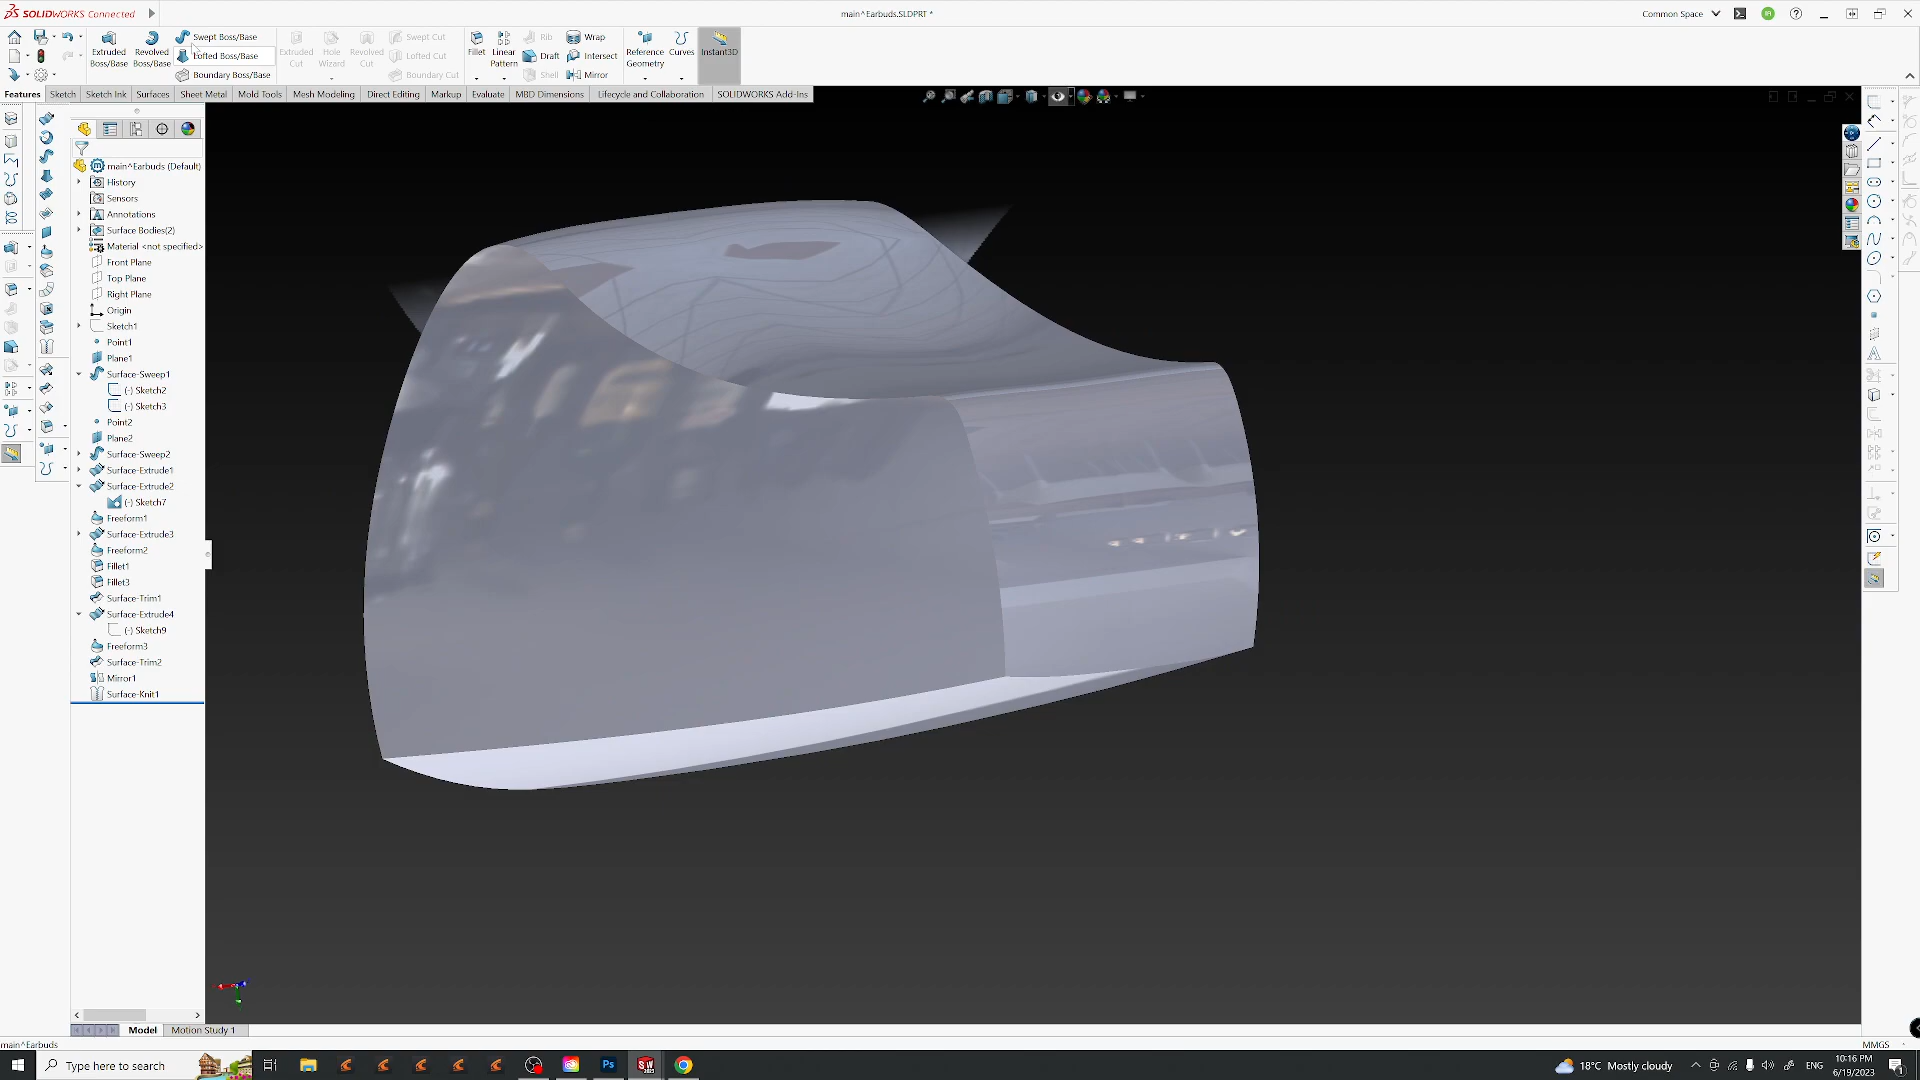 SOLIDWORKS Connected
main^Earbuds.SLDPRT *
Common Space
Extruded Boss/Base
Revolved Boss/Base
Swept Boss/Base
Lofted Boss/Base
Boundary Boss/Base
Extruded Cut
Hole Wizard
Revolved Cut
Swept Cut
Lofted Cut
Boundary Cut
Fillet
Linear Pattern
Rib
Draft
Shell
Wrap
Intersect
Mirror
Reference Geometry
Curves
Instant3D
Features
Sketch
Sketch Ink
Surfaces
Sheet Metal
Mold Tools
Mesh Modeling
Direct Editing
Markup
Evaluate
MBD Dimensions
Lifecycle and Collaboration
SOLIDWORKS Add-Ins
main^Earbuds (Default)
History
Sensors
Annotations
Surface Bodies(2)
Material <not specified>
Front Plane
Top Plane
Right Plane
Origin
Sketch1
Point1
Plane1
Surface-Sweep1
(-) Sketch2
(-) Sketch3
Point2
Plane2
Surface-Sweep2
Surface-Extrude1
Surface-Extrude2
(-) Sketch7
Freeform1
Surface-Extrude3
Freeform2
Fillet1
Fillet3
Surface-Trim1
Surface-Extrude4
(-) Sketch9
Freeform3
Surface-Trim2
Mirror1
Surface-Knit1
Model
Motion Study 1
main^Earbuds
MMGS
Type here to search
Ps
SW
18°C Mostly cloudy
ENG
10:16 PM
6/19/2023